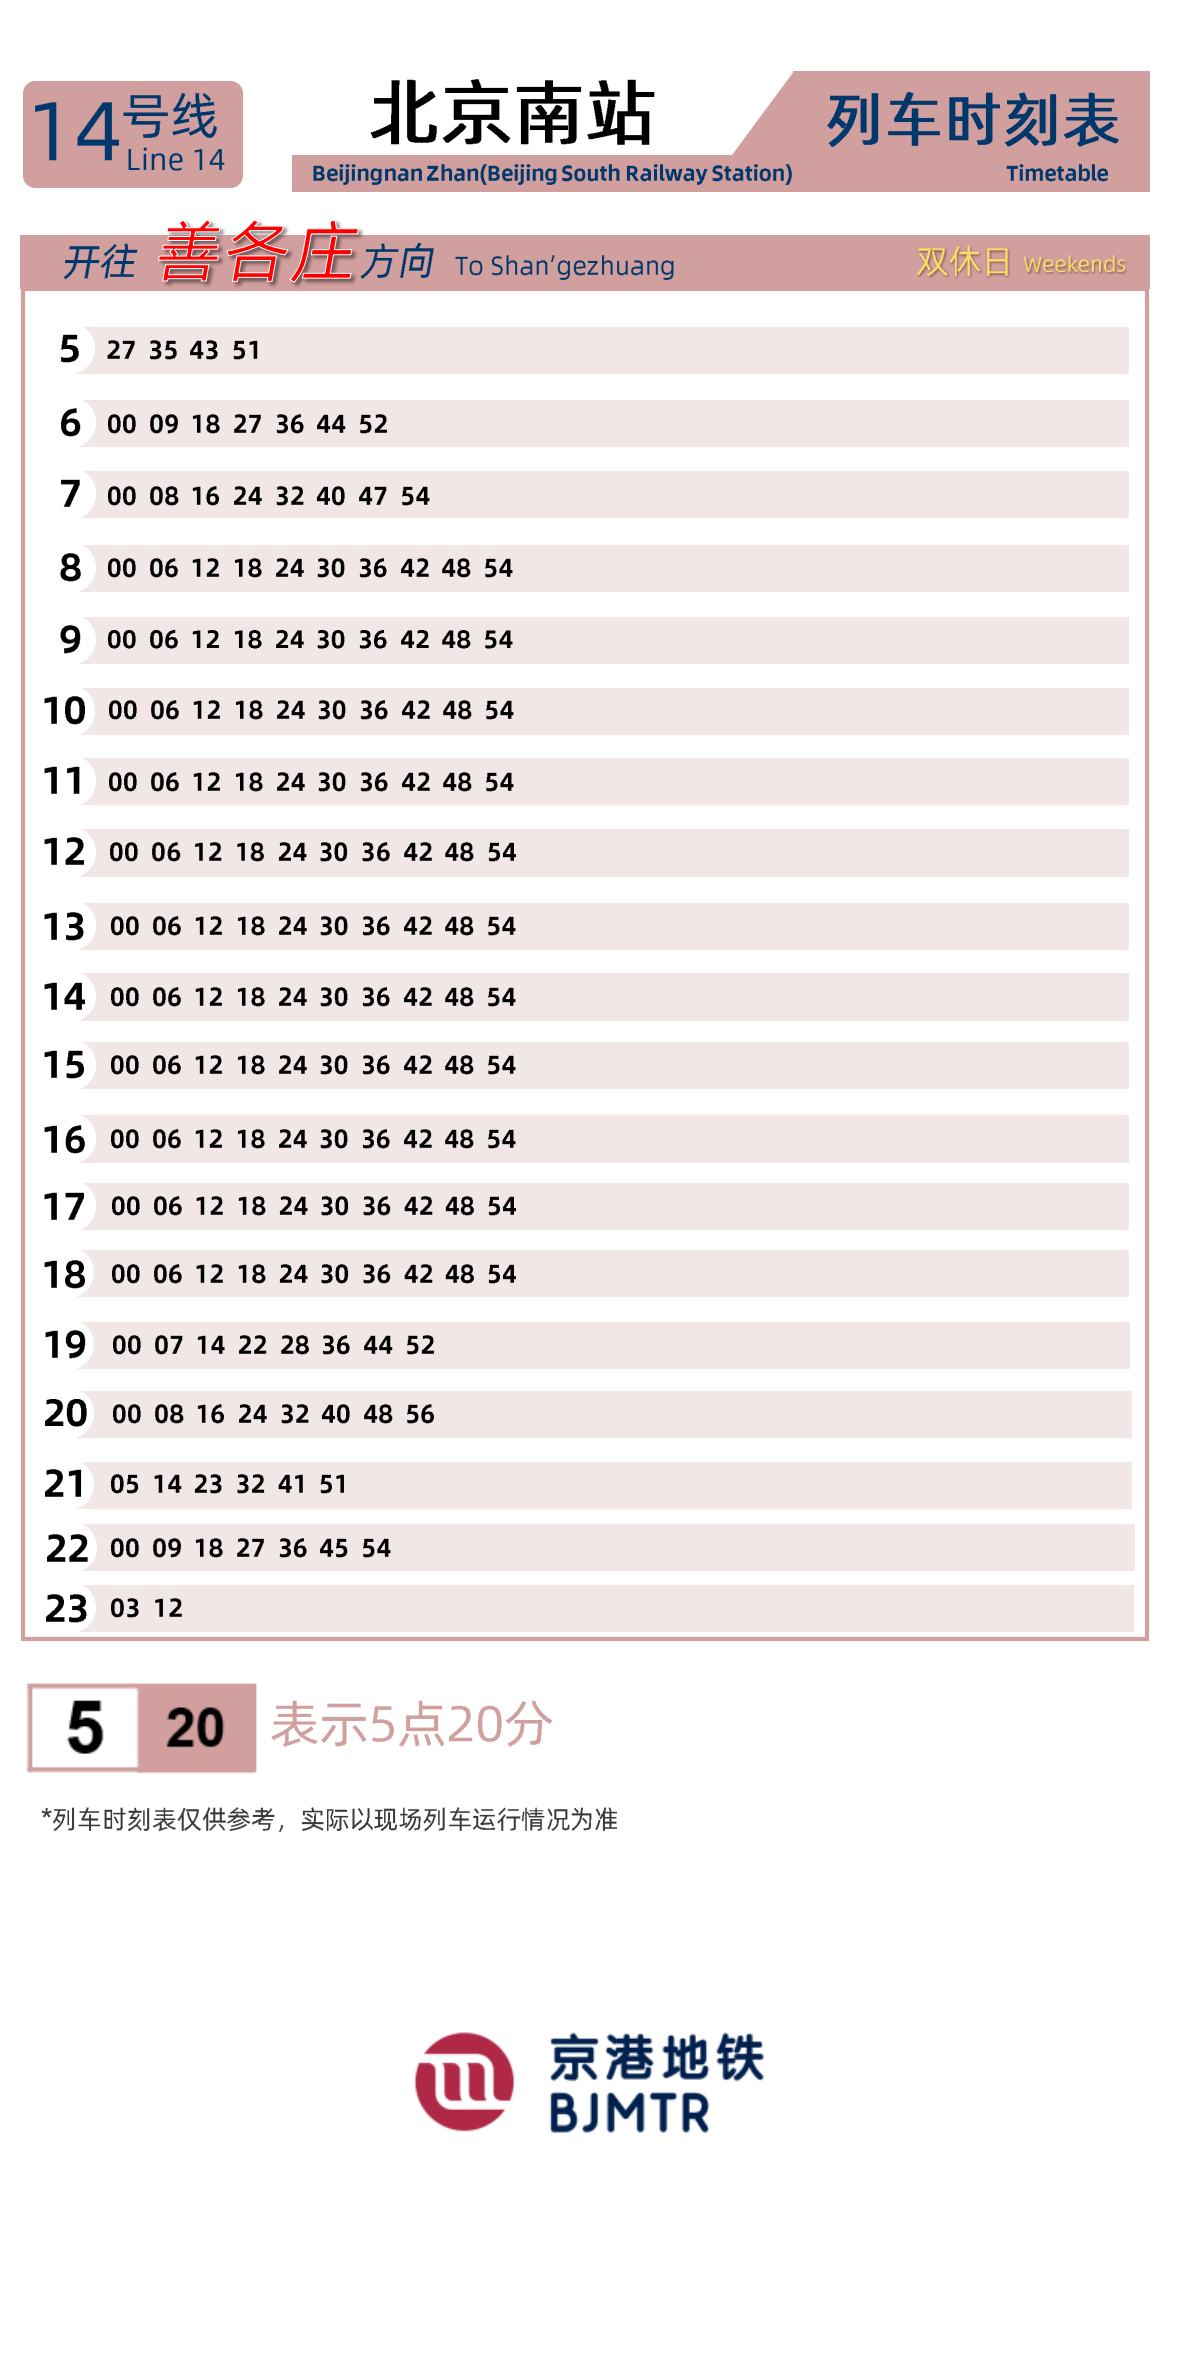 14号线
Line 14
北京南站
Beijingnan Zhan(Beijing South Railway Station)
列车时刻表
Timetable
开往 善各庄 方向 To Shan'gezhuang 双休日 Weekends
5 27 35 43 51
6 00 09 18 27 36 44 52
7 00 08 16 24 32 40 47 54
8 00 06 12 18 24 30 36 42 48 54
9 00 06 12 18 24 30 36 42 48 54
10 00 06 12 18 24 30 36 42 48 54
11 00 06 12 18 24 30 36 42 48 54
12 00 06 12 18 24 30 36 42 48 54
13 00 06 12 18 24 30 36 42 48 54
14 00 06 12 18 24 30 36 42 48 54
15 00 06 12 18 24 30 36 42 48 54
16 00 06 12 18 24 30 36 42 48 54
17 00 06 12 18 24 30 36 42 48 54
18 00 06 12 18 24 30 36 42 48 54
19 00 07 14 22 28 36 44 52
20 00 08 16 24 32 40 48 56
21 05 14 23 32 41 51
22 00 09 18 27 36 45 54
23 03 12
5 20 表示5点20分
*列车时刻表仅供参考，实际以现场列车运行情况为准
京港地铁
BJMTR